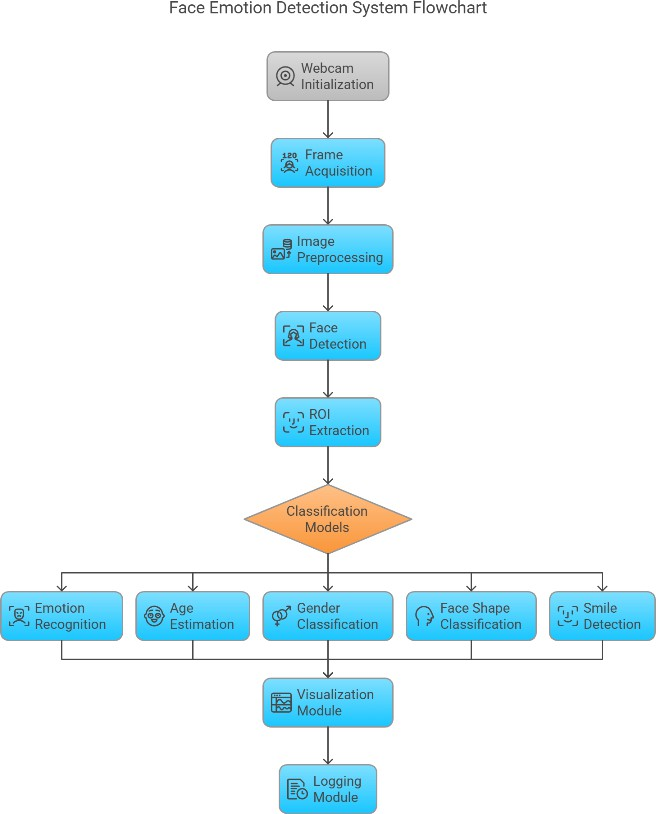 Face Emotion Detection System Flowchart
Webcam
Initialization
120
Frame
Acquisition
Image
Preprocessing
Face
Detection
ROI
Extraction
Classification
Models
Emotion
Recognition
Age
Estimation
Gender
Classification
Face Shape
Classification
Smile
Detection
Visualization
Module
Logging
Module